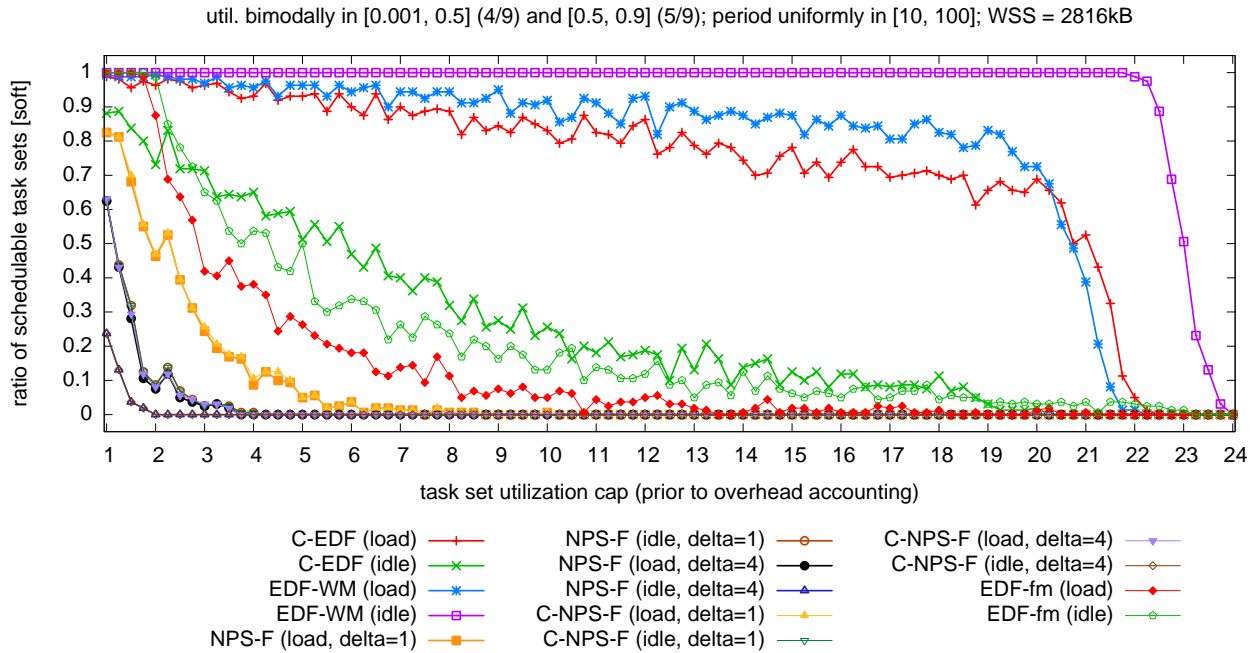 util. bimodally in [0.001, 0.5] (4/9) and [0.5, 0.9] (5/9); period uniformly in [10, 100]; WSS = 2816kB
ratio of schedulable task sets [soft]
1
0.9
0.8
0.7
0.6
0.5
0.4
0.3
0.2
0.1
0
1 2 3 4 5 6 7 8 9 10 11 12 13 14 15 16 17 18 19 20 21 22 23 24
task set utilization cap (prior to overhead accounting)
C-EDF (load)
C-EDF (idle)
EDF-WM (load)
EDF-WM (idle)
NPS-F (load, delta=1)
NPS-F (idle, delta=1)
NPS-F (load, delta=4)
NPS-F (idle, delta=4)
C-NPS-F (load, delta=1)
C-NPS-F (idle, delta=1)
C-NPS-F (load, delta=4)
C-NPS-F (idle, delta=4)
EDF-fm (load)
EDF-fm (idle)